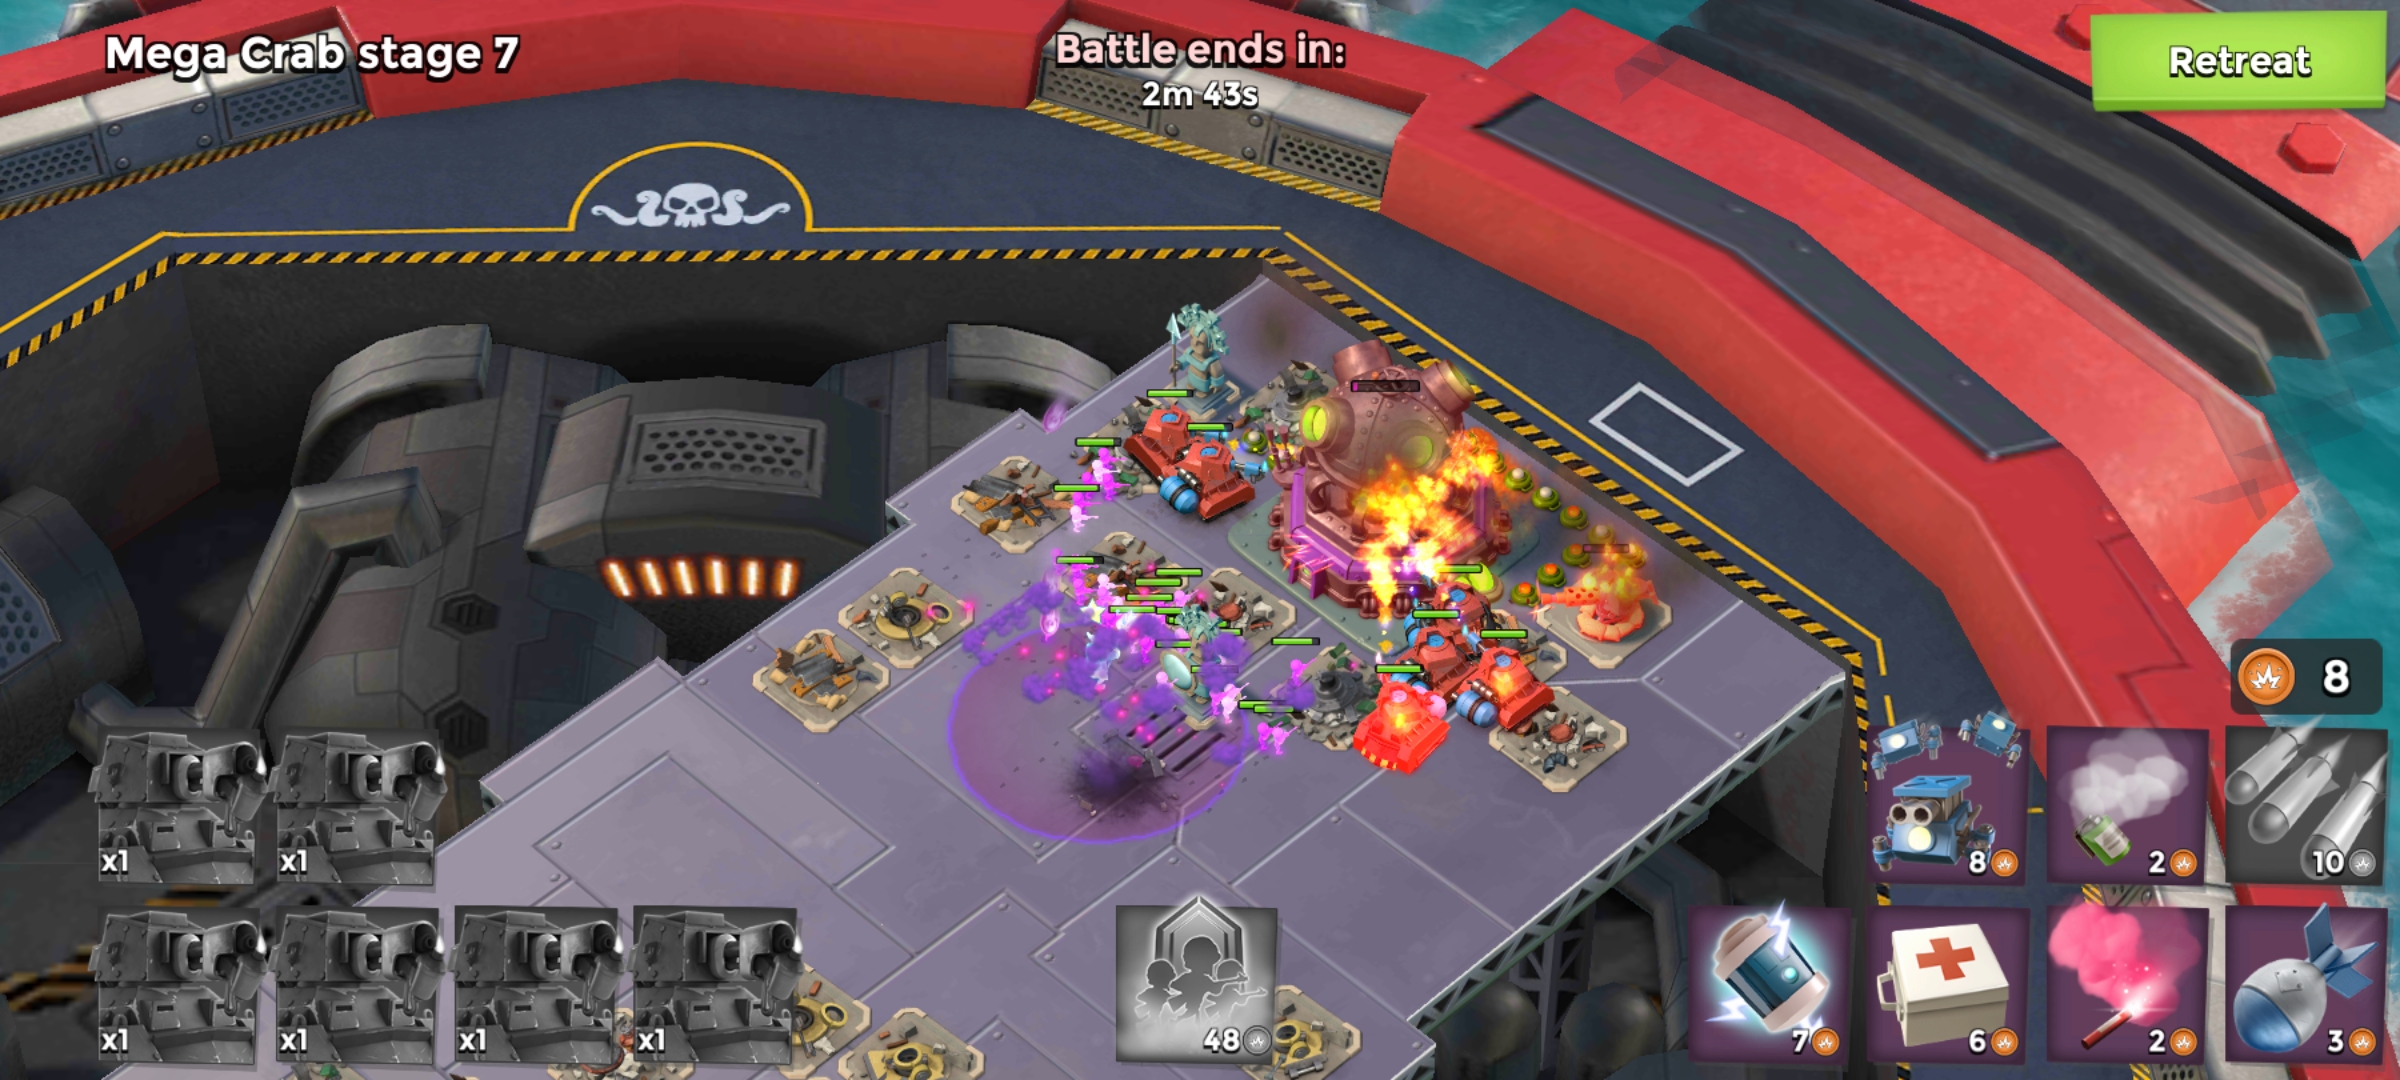 Mega Crab stage 7
Battle ends in:
2m 43s
Retreat
8
x1
x1
8
2
10
x1
x1
x1
x1
48
7
6
2
3